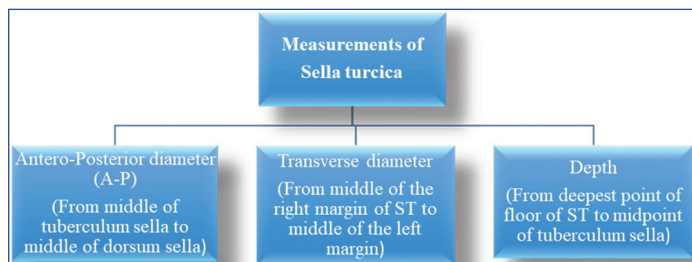 Measurements of
Sella turcica
Antero-Posterior diameter
(A-P)
(From middle of
tuberculum sella to
middle of dorsum sella)
Transverse diameter
(From middle of the
right margin of ST to
middle of the left
margin)
Depth
(From deepest point of
floor of ST to midpoint
of tuberculum sella)